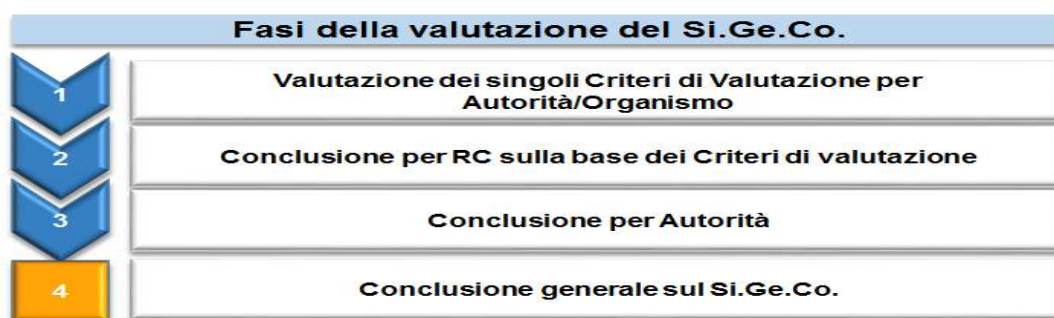 Fasi della valutazione del Si.Ge.Co.
1
Valutazione dei singoli Criteri di Valutazione per
Autorità/Organismo
2
Conclusione per RC sulla base dei Criteri di valutazione
3
Conclusione per Autorità
4
Conclusione generale sul Si.Ge.Co.